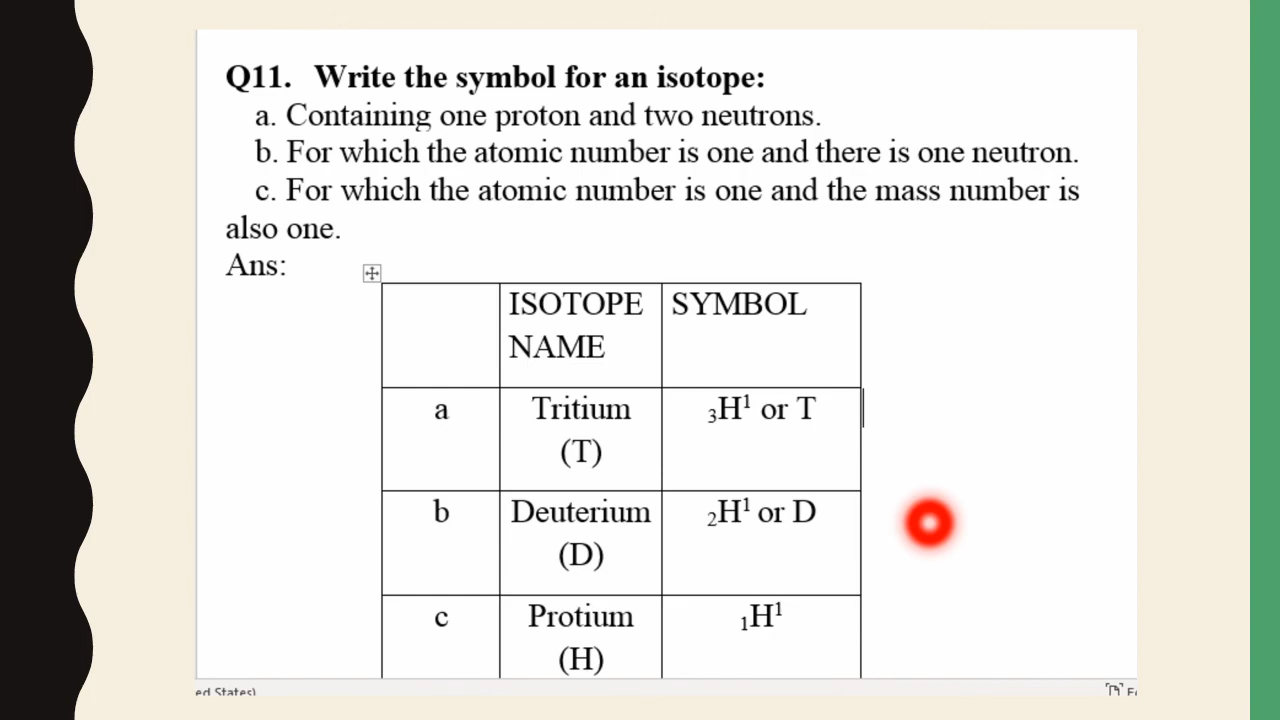 Q11. Write the symbol for an isotope:
a. Containing one proton and two neutrons.
b. For which the atomic number is one and there is one neutron.
c. For which the atomic number is one and the mass number is
also one.
Ans:
ISOTOPE SYMBOL
NAME
a Tritium ₃H¹ or T
(T)
b Deuterium ₂H¹ or D
(D)
c Protium ₁H¹
(H)
ed States)